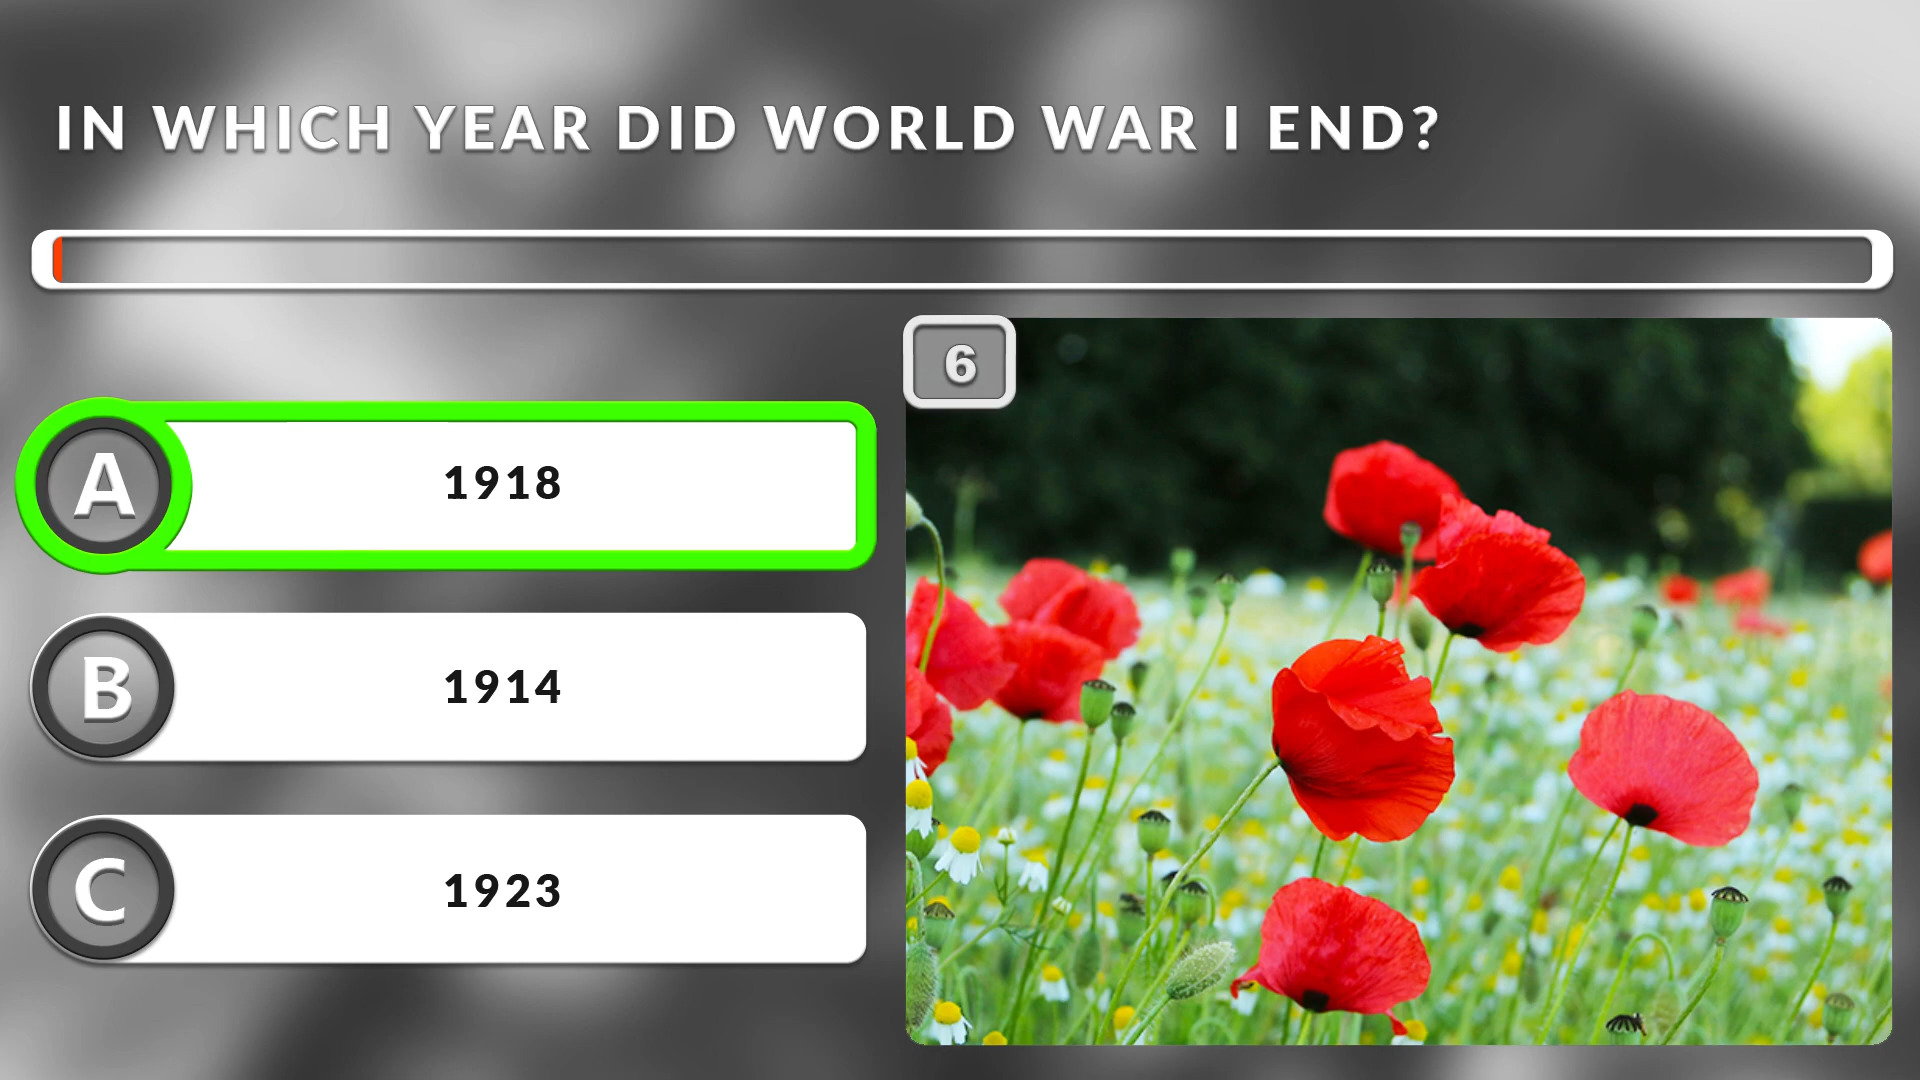 IN WHICH YEAR DID WORLD WAR I END?
6
A 1918
B 1914
C 1923